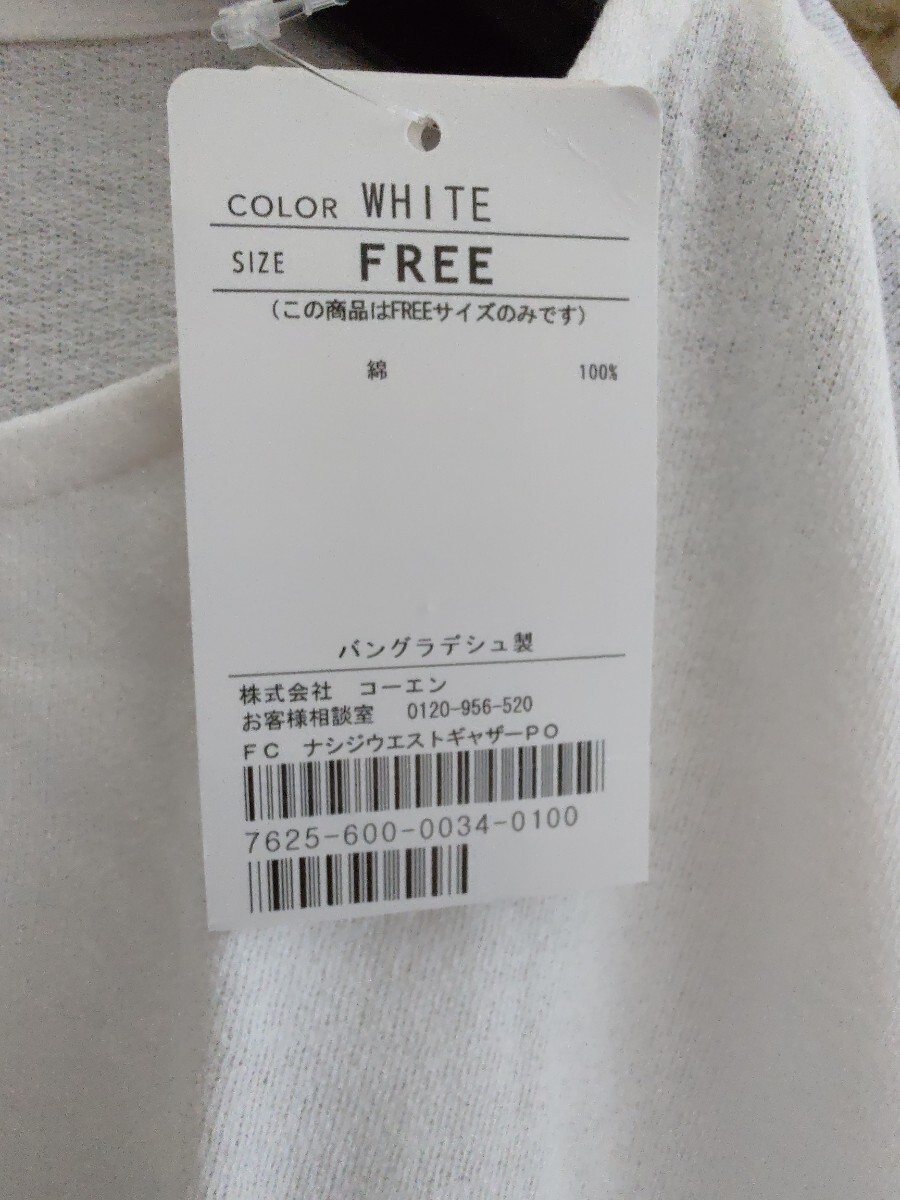 COLOR WHITE
SIZE FREE
(この商品はFREEサイズのみです)
綿 100%
バングラデシュ製
株式会社 コーエン
お客様相談室 0120-956-520
FC ナシジウエストギャザーPO
7625-600-0034-0100